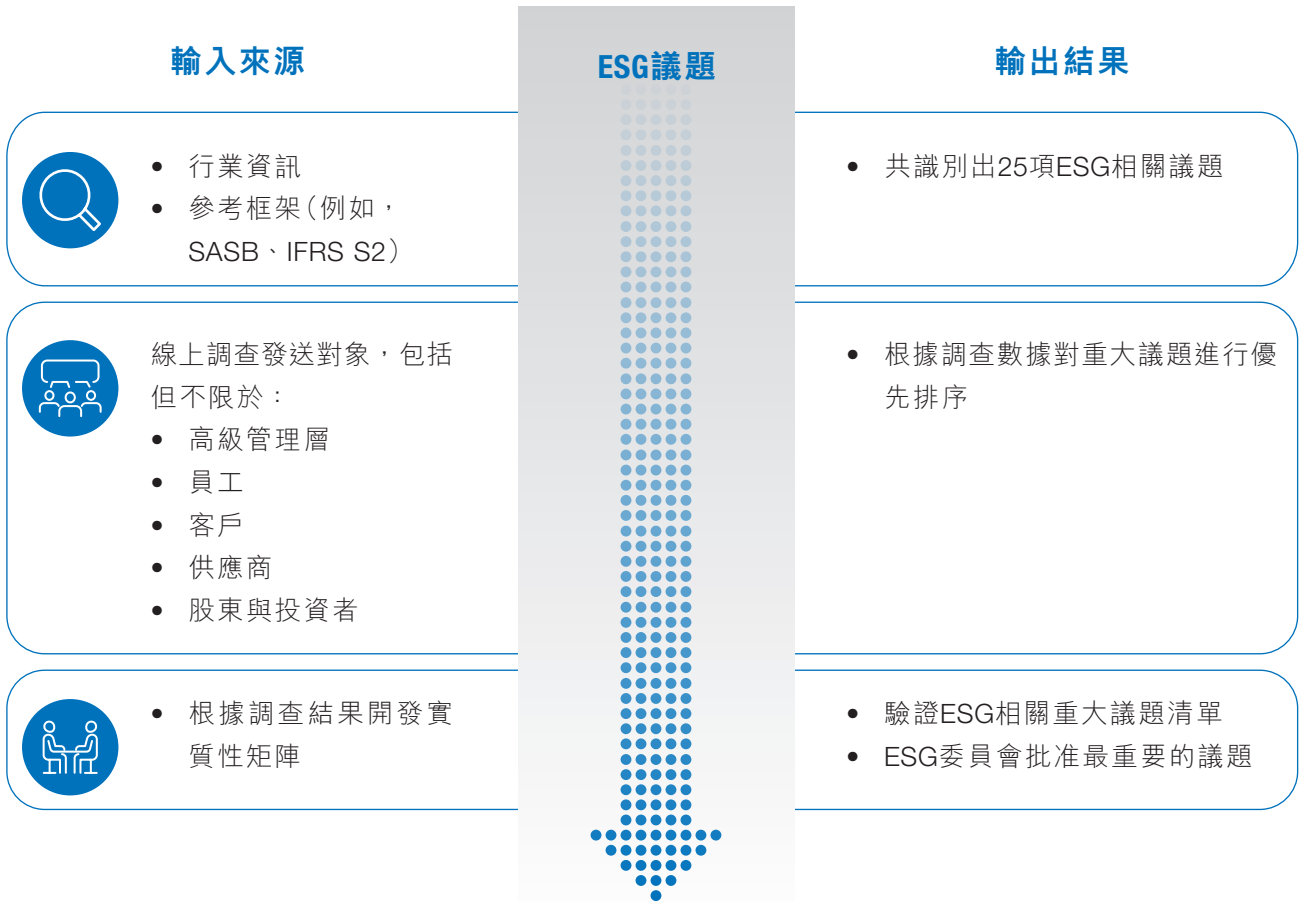 輸入來源
ESG議題
輸出結果
• 行業資訊
• 參考框架（例如，
SASB、IFRS S2）
• 共識別出25項ESG相關議題
線上調查發送對象，包括
但不限於：
• 高級管理層
• 員工
• 客戶
• 供應商
• 股東與投資者
• 根據調查數據對重大議題進行優
先排序
• 根據調查結果開發實
質性矩陣
• 驗證ESG相關重大議題清單
• ESG委員會批准最重要的議題